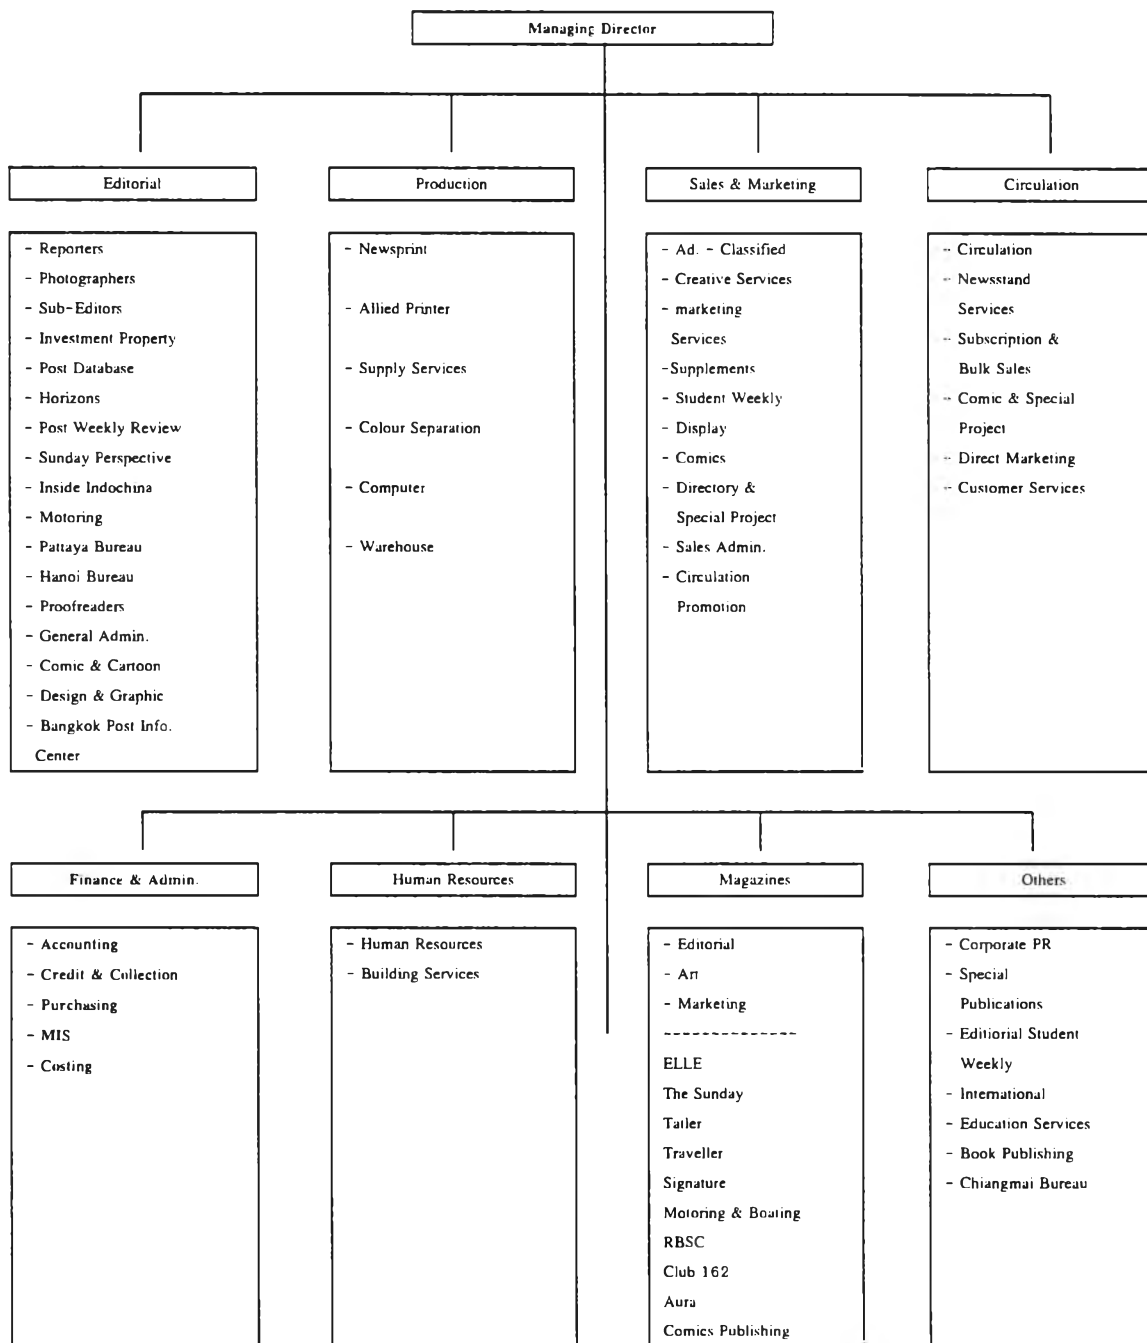 Managing Director
Editorial
- Reporters
- Photographers
- Sub-Editors
- Investment Property
- Post Database
- Horizons
- Post Weekly Review
- Sunday Perspective
- Inside Indochina
- Motoring
- Pattaya Bureau
- Hanoi Bureau
- Proofreaders
- General Admin.
- Comic & Cartoon
- Design & Graphic
- Bangkok Post Info.
Center
Production
- Newsprint
- Allied Printer
- Supply Services
- Colour Separation
- Computer
- Warehouse
Sales & Marketing
- Ad. - Classified
- Creative Services
- marketing
Services
-Supplements
- Student Weekly
- Display
- Comics
- Directory &
Special Project
- Sales Admin.
- Circulation
Promotion
Circulation
- Circulation
- Newsstand
Services
- Subscription &
Bulk Sales
- Comic & Special
Project
- Direct Marketing
- Customer Services
Finance & Admin.
- Accounting
- Credit & Collection
- Purchasing
- MIS
- Costing
Human Resources
- Human Resources
- Building Services
Magazines
- Editorial
- Art
- Marketing
---------------
ELLE
The Sunday
Tatler
Traveller
Signature
Motoring & Boating
RBSC
Club 162
Aura
Comics Publishing
Others
- Corporate PR
- Special
Publications
- Editiorial Student
Weekly
- International
- Education Services
- Book Publishing
- Chiangmai Bureau